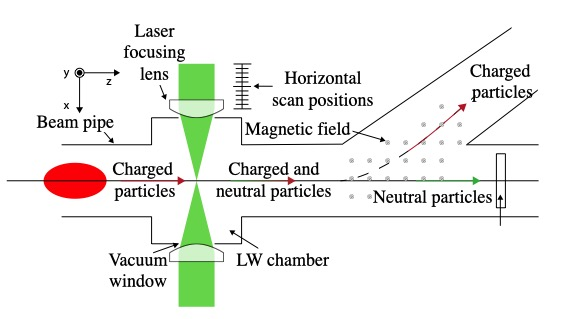 Laser
focusing
lens
y
z
x
Horizontal
scan positions
Charged
particles
Beam pipe
Magnetic field
Charged
particles
Charged and
neutral particles
Neutral particles
Vacuum
window
LW chamber